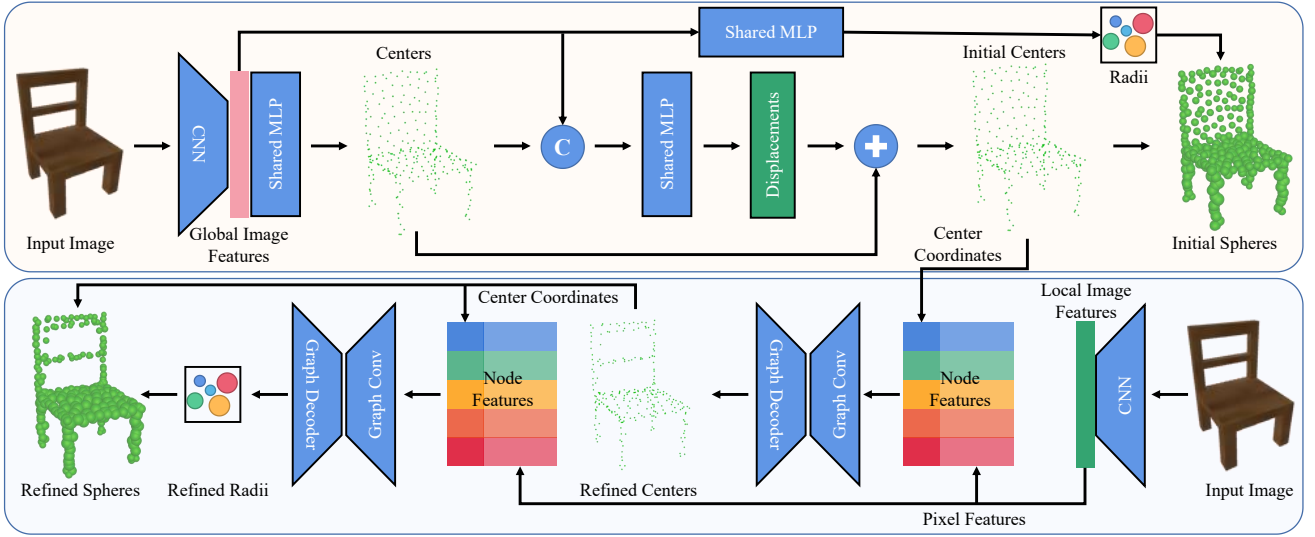 Shared MLP
Centers
Initial Centers
Radii
CNN
Shared MLP
C
Shared MLP
Displacements
Input Image
Global Image
Features
Initial Spheres
Center
Coordinates
Center Coordinates
Local Image
Features
Graph Decoder
Graph Conv
Node
Features
Graph Decoder
Graph Conv
Node
Features
CNN
Refined Spheres
Refined Radii
Refined Centers
Input Image
Pixel Features